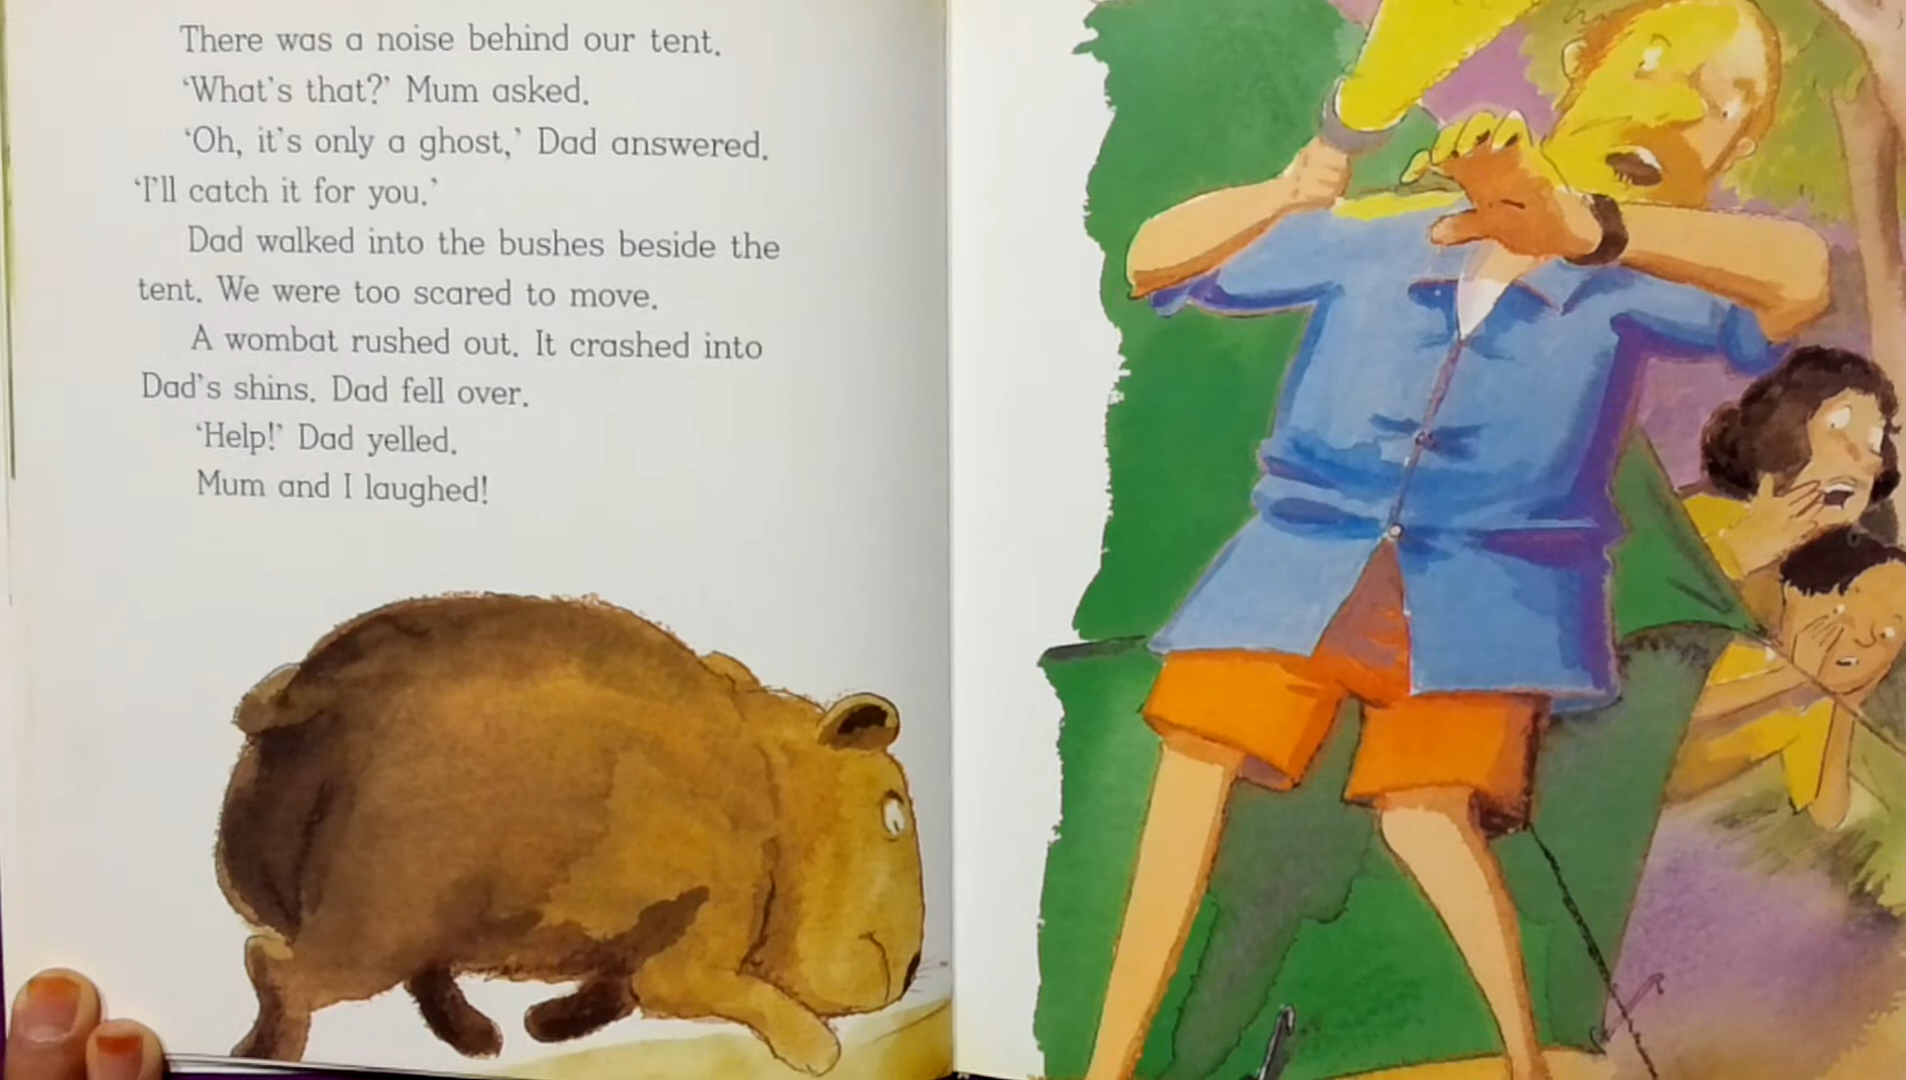 There was a noise behind our tent.
‘What’s that?’ Mum asked.
‘Oh, it’s only a ghost,’ Dad answered.
‘I’ll catch it for you.’
Dad walked into the bushes beside the
tent. We were too scared to move.
A wombat rushed out. It crashed into
Dad’s shins. Dad fell over.
‘Help!’ Dad yelled.
Mum and I laughed!